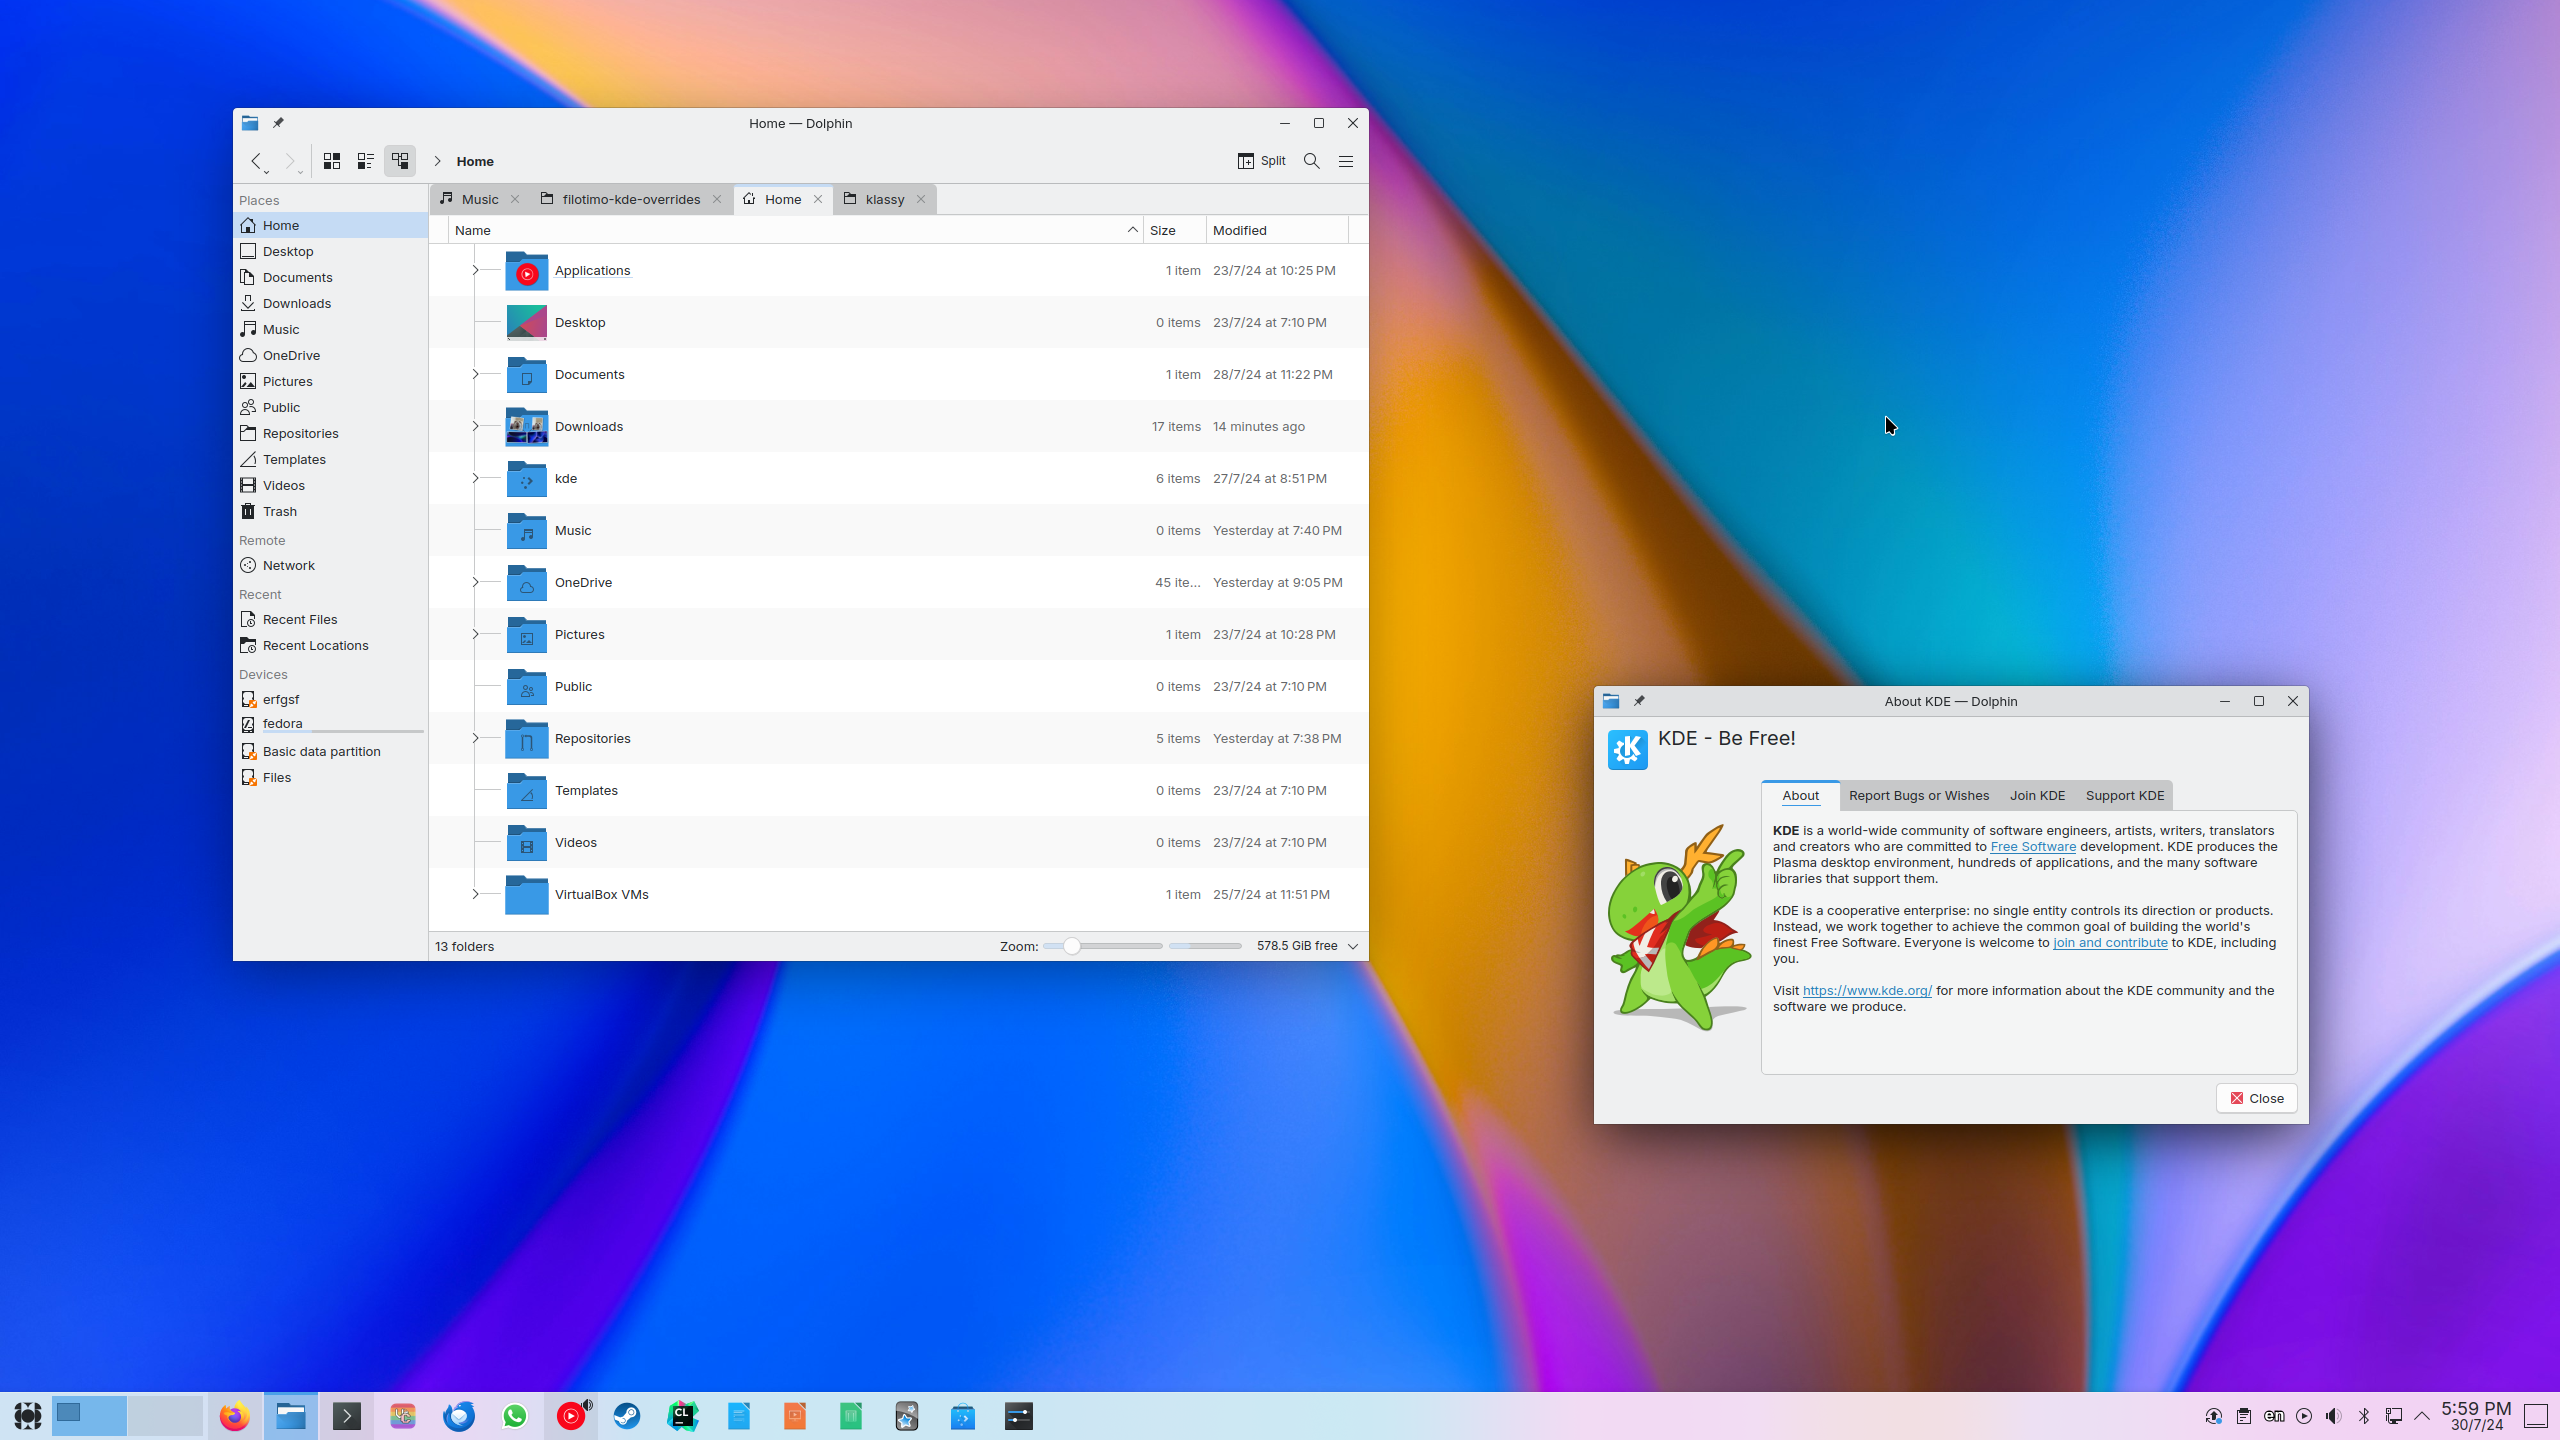 Home — Dolphin
Home
Split
Places
Home
Desktop
Documents
Downloads
Music
OneDrive
Pictures
Public
Repositories
Templates
Videos
Trash
Remote
Network
Recent
Recent Files
Recent Locations
Devices
erfgsf
fedora
Basic data partition
Files
Music
filotimo-kde-overrides
Home
klassy
Name Size Modified
Applications 1 item 23/7/24 at 10:25 PM
Desktop 0 items 23/7/24 at 7:10 PM
Documents 1 item 28/7/24 at 11:22 PM
Downloads 17 items 14 minutes ago
kde 6 items 27/7/24 at 8:51 PM
Music 0 items Yesterday at 7:40 PM
OneDrive 45 ite... Yesterday at 9:05 PM
Pictures 1 item 23/7/24 at 10:28 PM
Public 0 items 23/7/24 at 7:10 PM
Repositories 5 items Yesterday at 7:38 PM
Templates 0 items 23/7/24 at 7:10 PM
Videos 0 items 23/7/24 at 7:10 PM
VirtualBox VMs 1 item 25/7/24 at 11:51 PM
13 folders Zoom: 578.5 GiB free
About KDE — Dolphin
KDE - Be Free!
About Report Bugs or Wishes Join KDE Support KDE
KDE is a world-wide community of software engineers, artists, writers, translators
and creators who are committed to Free Software development. KDE produces the
Plasma desktop environment, hundreds of applications, and the many software
libraries that support them.
KDE is a cooperative enterprise: no single entity controls its direction or products.
Instead, we work together to achieve the common goal of building the world's
finest Free Software. Everyone is welcome to join and contribute to KDE, including
you.
Visit https://www.kde.org/ for more information about the KDE community and the
software we produce.
Close
CL
en
5:59 PM
30/7/24